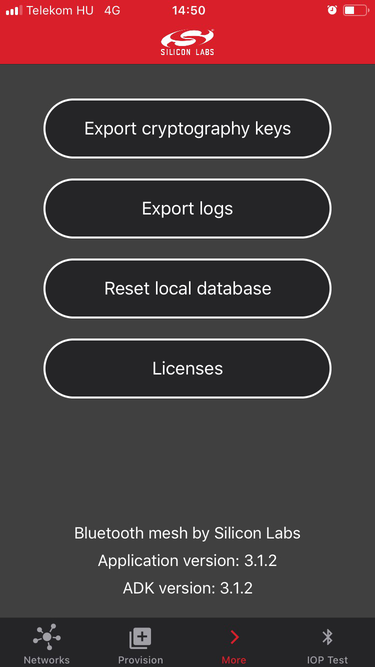 Telekom HU 4G 14:50
SILICON LABS
Export cryptography keys
Export logs
Reset local database
Licenses
Bluetooth mesh by Silicon Labs
Application version: 3.1.2
ADK version: 3.1.2
Networks Provision More IOP Test